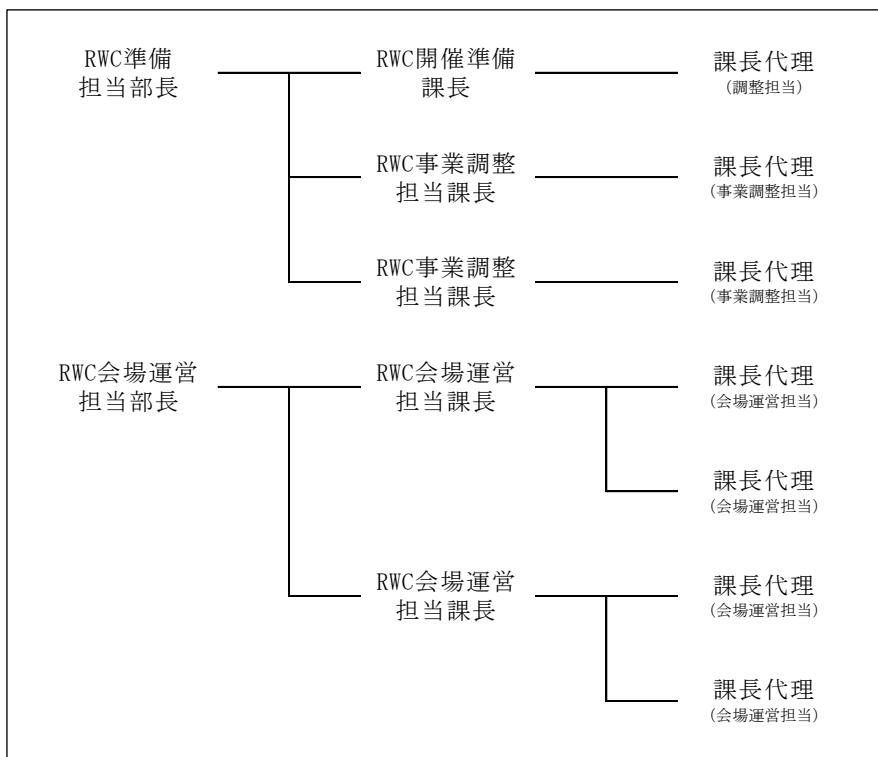 RWC準備
担当部長
RWC開催準備
課長
課長代理
(調整担当)
RWC事業調整
担当課長
課長代理
(事業調整担当)
RWC事業調整
担当課長
課長代理
(事業調整担当)
RWC会場運営
担当部長
RWC会場運営
担当課長
課長代理
(会場運営担当)
課長代理
(会場運営担当)
RWC会場運営
担当課長
課長代理
(会場運営担当)
課長代理
(会場運営担当)